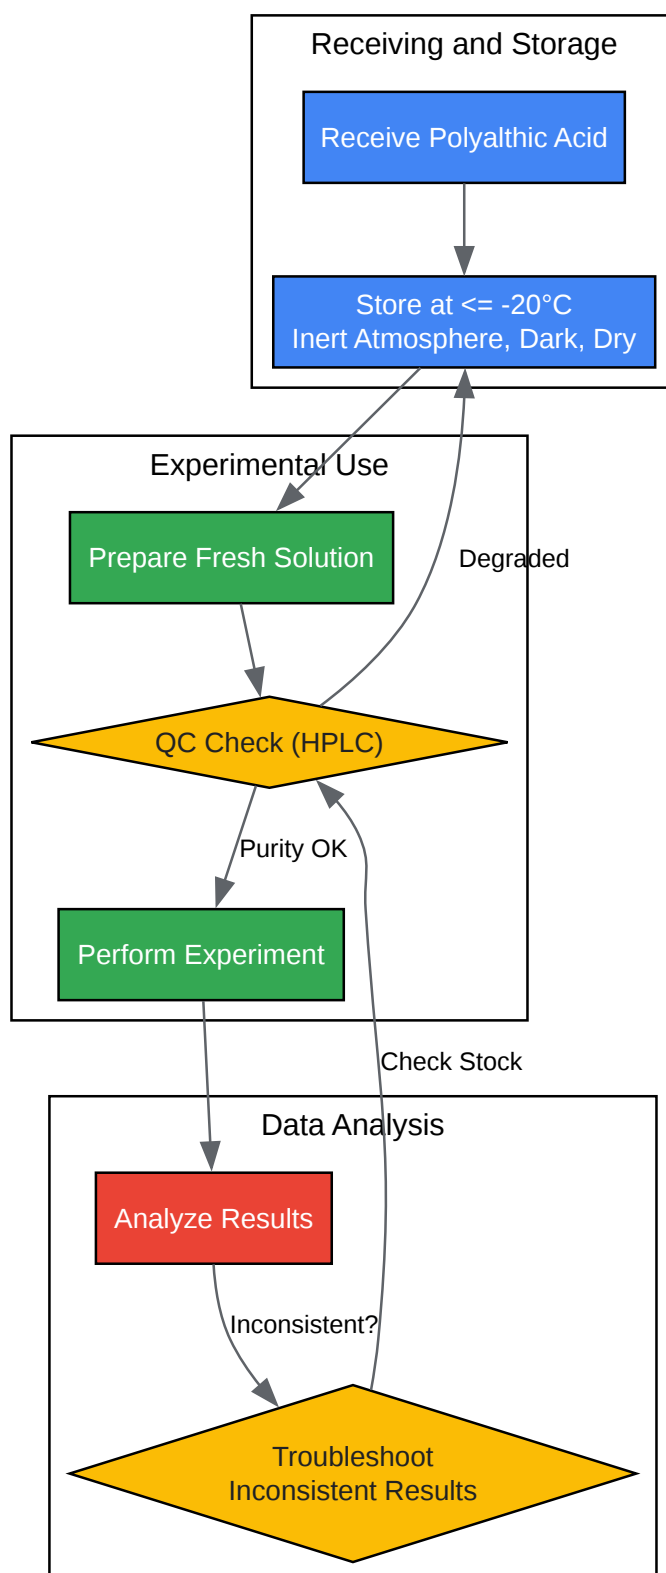 Receiving and Storage
Receive Polyalthic Acid
Store at <= -20°C
Inert Atmosphere, Dark, Dry
Experimental Use
Prepare Fresh Solution
Degraded
QC Check (HPLC)
Purity OK
Perform Experiment
Check Stock
Data Analysis
Analyze Results
Inconsistent?
Troubleshoot
Inconsistent Results